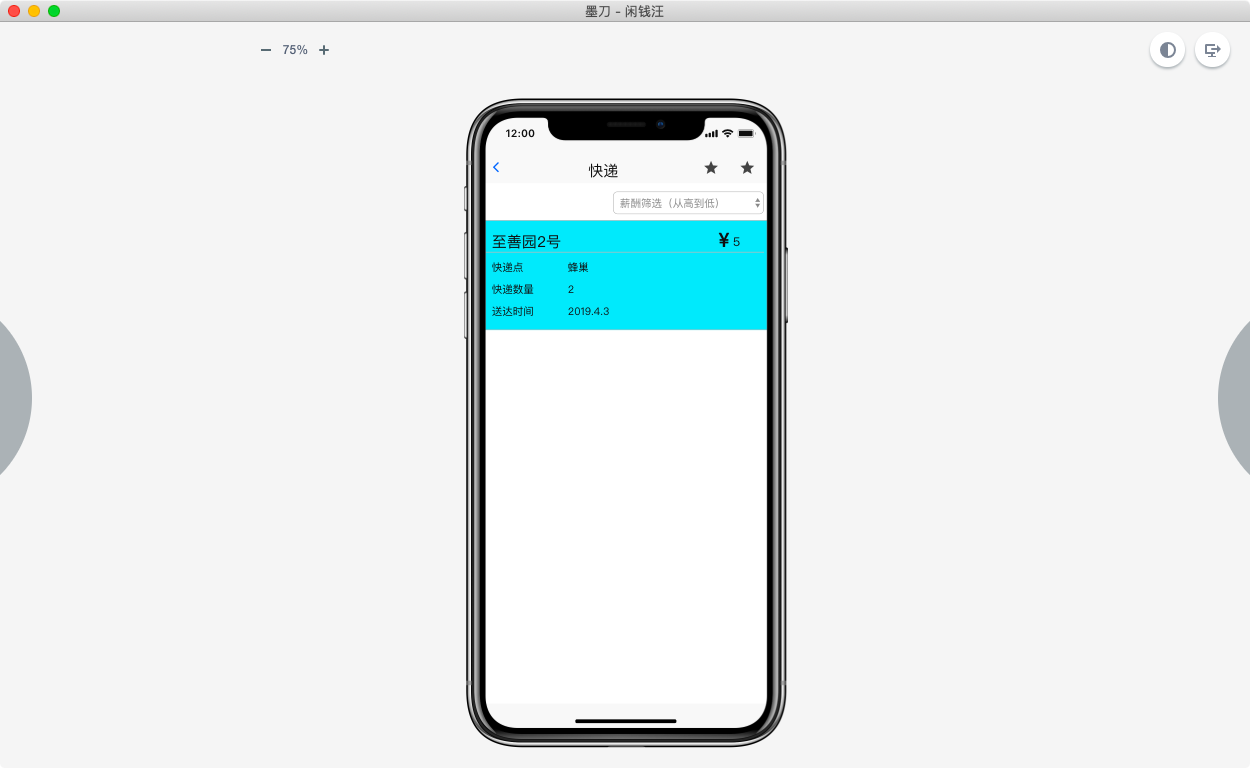 墨刀 - 闲钱汪
75%
12:00
快递
薪酬筛选（从高到低）
至善园2号 ¥ 5
快递点 蜂巢
快递数量 2
送达时间 2019.4.3